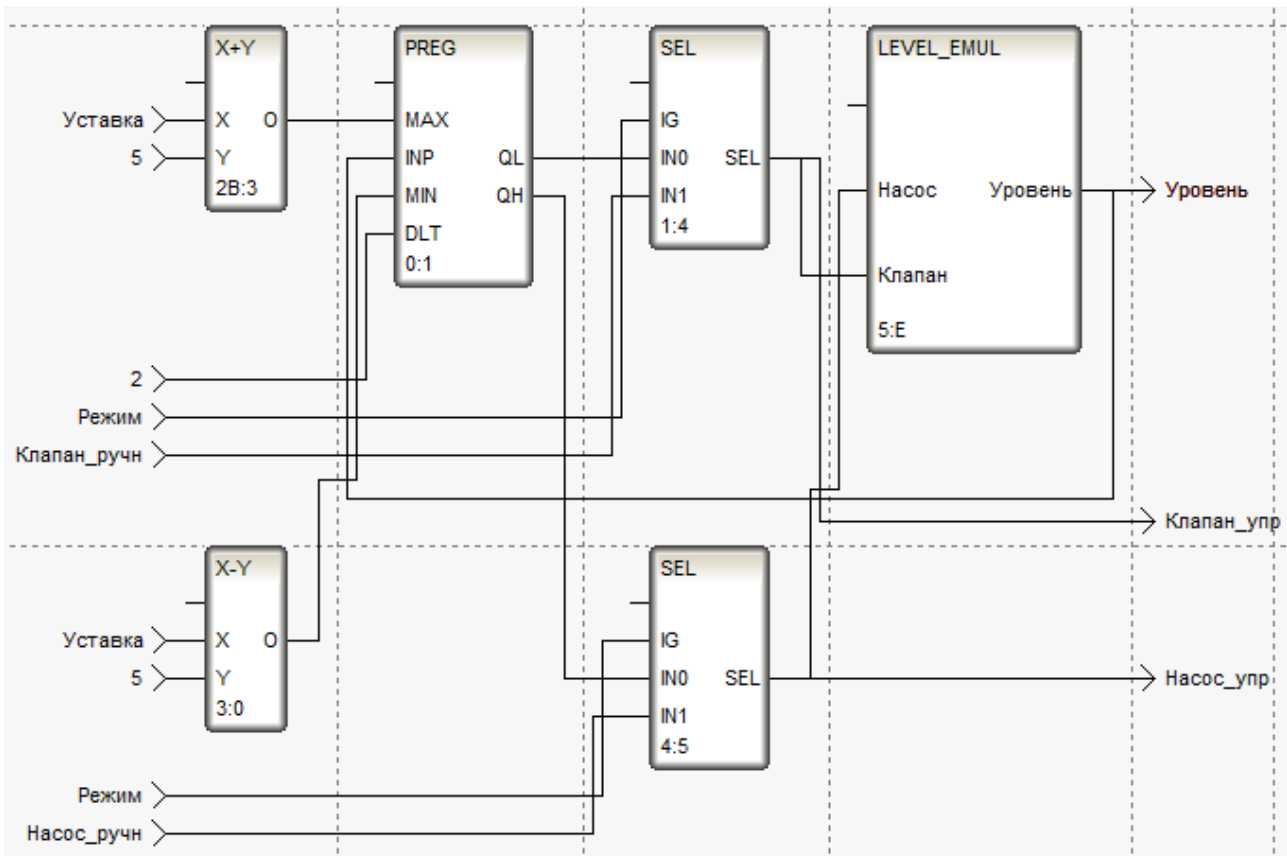 X+Y
PREG
SEL
LEVEL_EMUL
Уставка
X
O
MAX
IG
5
Y
INP
QL
IN0
SEL
2B:3
MIN
QH
IN1
Насос
Уровень
Уровень
DLT
1:4
0:1
Клапан
5:E
2
Режим
Клапан_ручн
Клапан_упр
X-Y
SEL
Уставка
X
O
IG
5
Y
IN0
SEL
Насос_упр
3:0
IN1
4:5
Режим
Насос_ручн